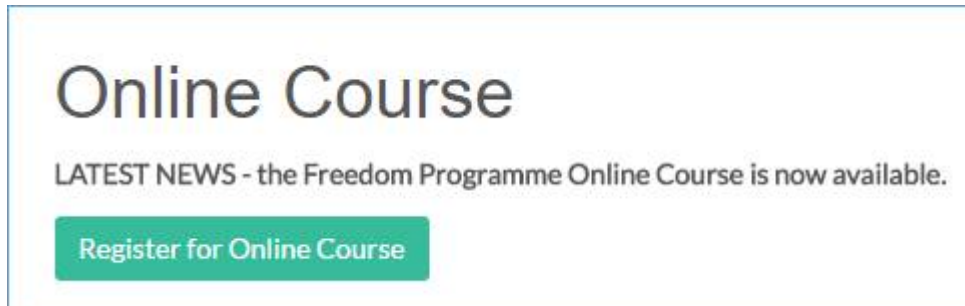 Online Course
LATEST NEWS - the Freedom Programme Online Course is now available.
Register for Online Course